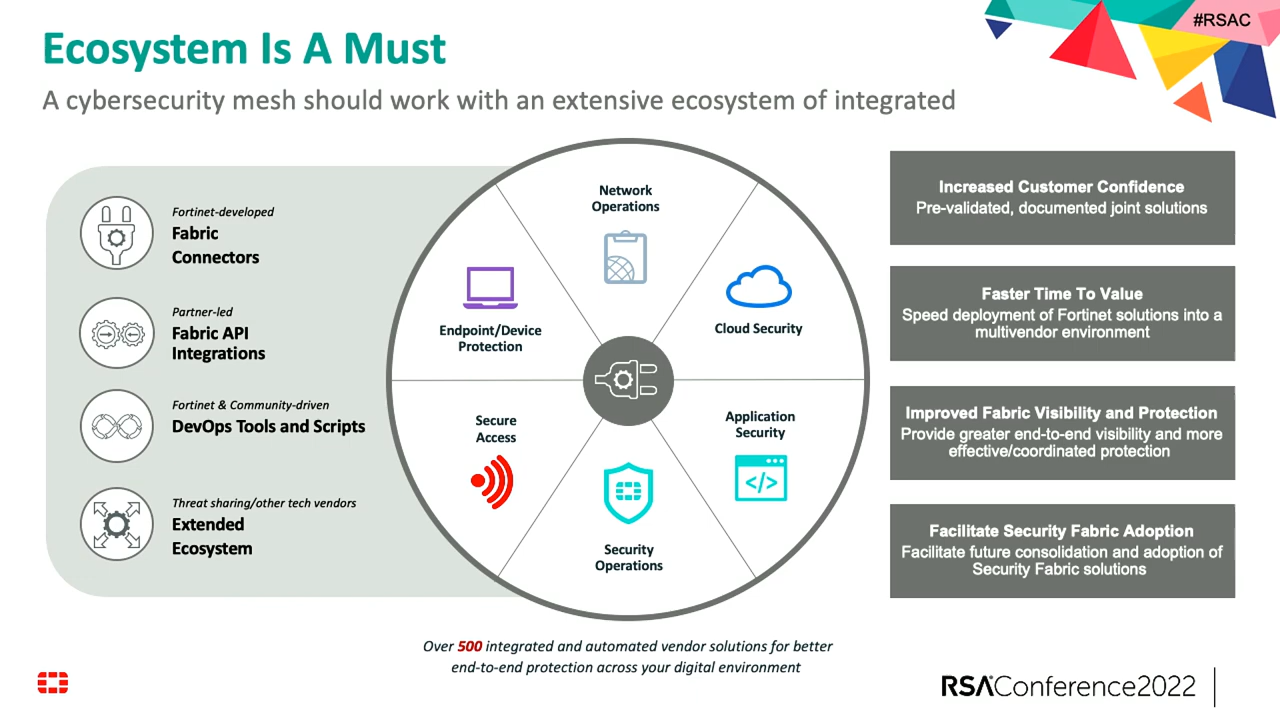 #RSAC
Ecosystem Is A Must
A cybersecurity mesh should work with an extensive ecosystem of integrated
Fortinet-developed
Fabric
Connectors
Partner-led
Fabric API
Integrations
Fortinet & Community-driven
DevOps Tools and Scripts
Threat sharing/other tech vendors
Extended
Ecosystem
Network
Operations
Endpoint/Device
Protection
Cloud Security
Secure
Access
Application
Security
</>
Security
Operations
Increased Customer Confidence
Pre-validated, documented joint solutions
Faster Time To Value
Speed deployment of Fortinet solutions into a
multivendor environment
Improved Fabric Visibility and Protection
Provide greater end-to-end visibility and more
effective/coordinated protection
Facilitate Security Fabric Adoption
Facilitate future consolidation and adoption of
Security Fabric solutions
Over 500 integrated and automated vendor solutions for better
end-to-end protection across your digital environment
RSAConference2022